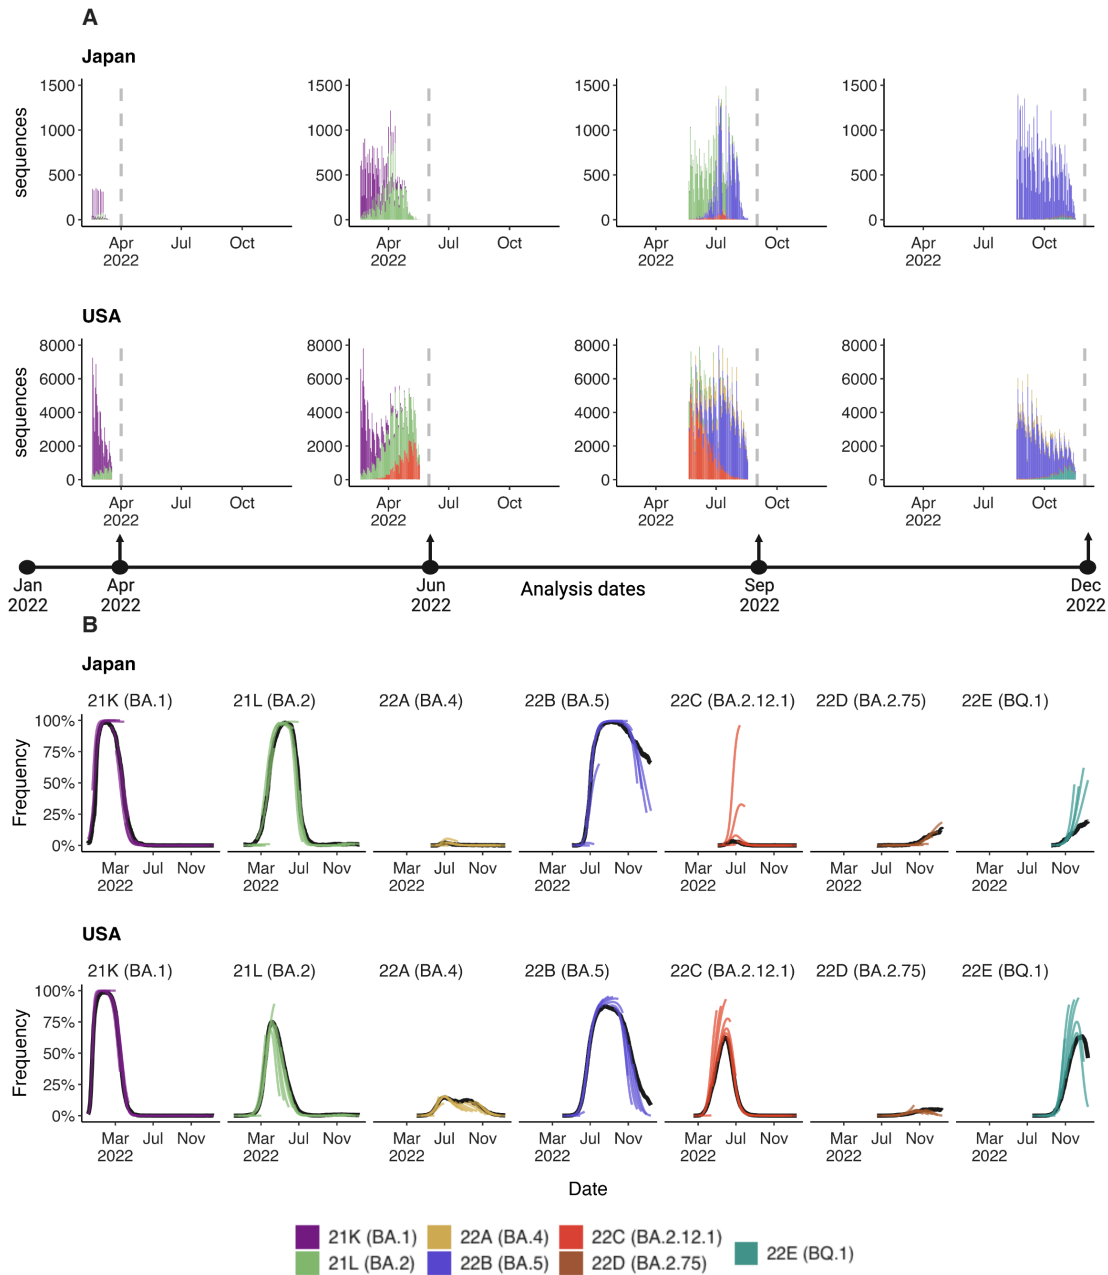 A
Japan
sequences
1500
1000
500
0
Apr
2022
Jul
Oct
1500
1000
500
0
Apr
2022
Jul
Oct
1500
1000
500
0
Apr
2022
Jul
Oct
1500
1000
500
0
Apr
2022
Jul
Oct
USA
sequences
8000
6000
4000
2000
0
Apr
2022
Jul
Oct
8000
6000
4000
2000
0
Apr
2022
Jul
Oct
8000
6000
4000
2000
0
Apr
2022
Jul
Oct
8000
6000
4000
2000
0
Apr
2022
Jul
Oct
Jan
2022
Apr
2022
Jun
2022
Analysis dates
Sep
2022
Dec
2022
B
Japan
21K (BA.1)
21L (BA.2)
22A (BA.4)
22B (BA.5)
22C (BA.2.12.1)
22D (BA.2.75)
22E (BQ.1)
Frequency
100%
75%
50%
25%
0%
Mar
2022
Jul
Nov
Mar
2022
Jul
Nov
Mar
2022
Jul
Nov
Mar
2022
Jul
Nov
Mar
2022
Jul
Nov
Mar
2022
Jul
Nov
Mar
2022
Jul
Nov
USA
21K (BA.1)
21L (BA.2)
22A (BA.4)
22B (BA.5)
22C (BA.2.12.1)
22D (BA.2.75)
22E (BQ.1)
Frequency
100%
75%
50%
25%
0%
Mar
2022
Jul
Nov
Mar
2022
Jul
Nov
Mar
2022
Jul
Nov
Mar
2022
Jul
Nov
Mar
2022
Jul
Nov
Mar
2022
Jul
Nov
Mar
2022
Jul
Nov
Date
21K (BA.1)
21L (BA.2)
22A (BA.4)
22B (BA.5)
22C (BA.2.12.1)
22D (BA.2.75)
22E (BQ.1)